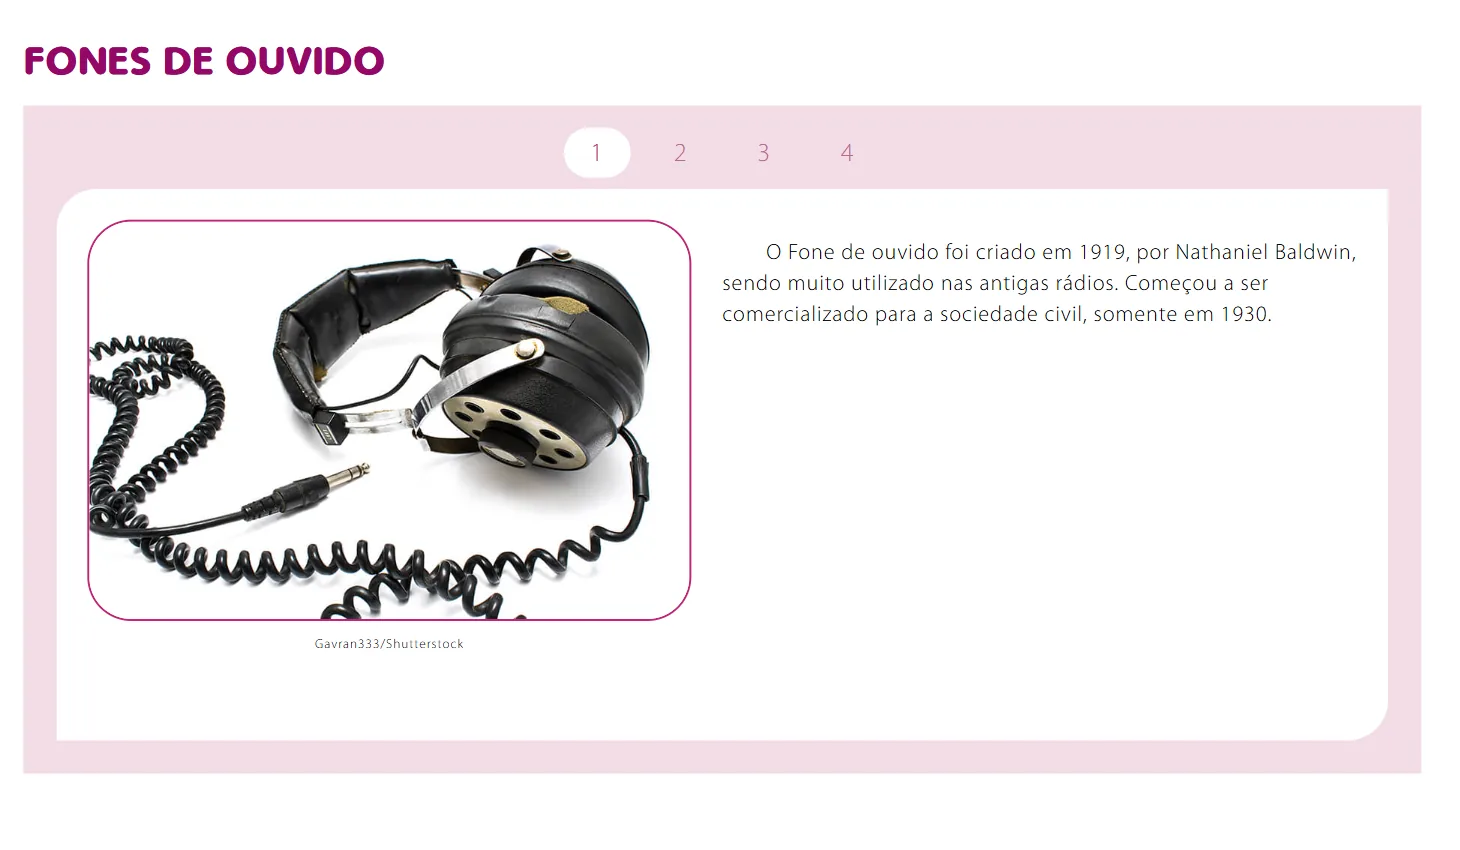 FONES DE OUVIDO
1 2 3 4
O Fone de ouvido foi criado em 1919, por Nathaniel Baldwin,
sendo muito utilizado nas antigas rádios. Começou a ser
comercializado para a sociedade civil, somente em 1930.
Gavran333/Shutterstock